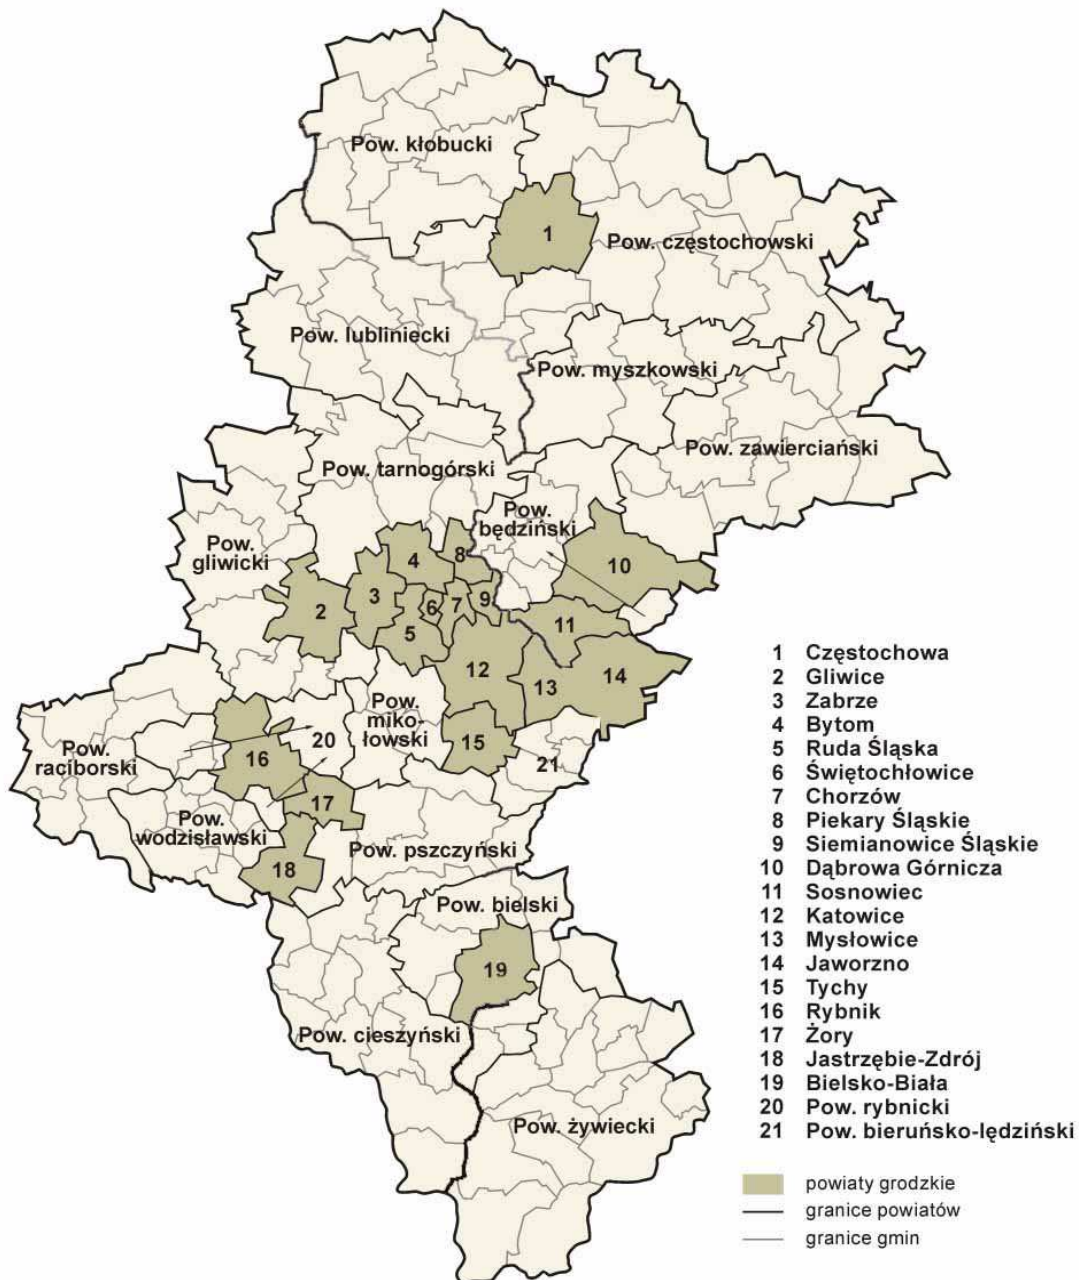 Pow. kłobucki
1
Pow. częstochowski
Pow. lubliniecki
Pow. myszkowski
Pow. zawierciański
Pow. tarnogórski
Pow.
będziński
Pow.
gliwicki
8
4
10
3
6
7
9
2
11
5
12
14
13
Pow.
miko-
łowski
20
15
Pow.
raciborski
16
21
17
Pow.
wodzisławski
Pow. pszczyński
18
Pow. bielski
19
Pow. cieszyński
Pow. żywiecki
1 Częstochowa
2 Gliwice
3 Zabrze
4 Bytom
5 Ruda Śląska
6 Świętochłowice
7 Chorzów
8 Piekary Śląskie
9 Siemianowice Śląskie
10 Dąbrowa Górnicza
11 Sosnowiec
12 Katowice
13 Mysłowice
14 Jaworzno
15 Tychy
16 Rybnik
17 Żory
18 Jastrzębie-Zdrój
19 Bielsko-Biała
20 Pow. rybnicki
21 Pow. bieruńsko-lędziński
powiaty grodzkie
granice powiatów
granice gmin